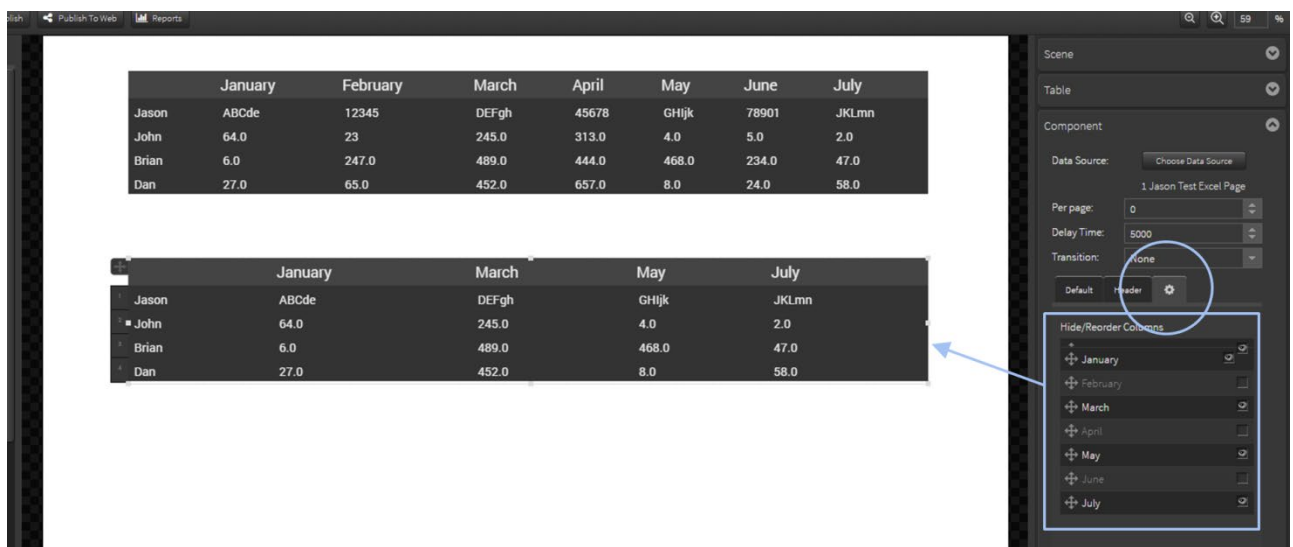 Publish To Web Reports 59 %
January February March April May June July
Jason ABCde 12345 DEFgh 45678 GHIjk 78901 JKLmn
John 64.0 23 245.0 313.0 4.0 5.0 2.0
Brian 6.0 247.0 489.0 444.0 468.0 234.0 47.0
Dan 27.0 65.0 452.0 657.0 8.0 24.0 58.0
January March May July
1 Jason ABCde DEFgh GHIjk JKLmn
2 John 64.0 245.0 4.0 2.0
3 Brian 6.0 489.0 468.0 47.0
4 Dan 27.0 452.0 8.0 58.0
Scene
Table
Component
Data Source: Choose Data Source
1 Jason Test Excel Page
Per page: 0
Delay Time: 5000
Transition: None
Default Header
Hide/Reorder Columns
January
February
March
April
May
June
July